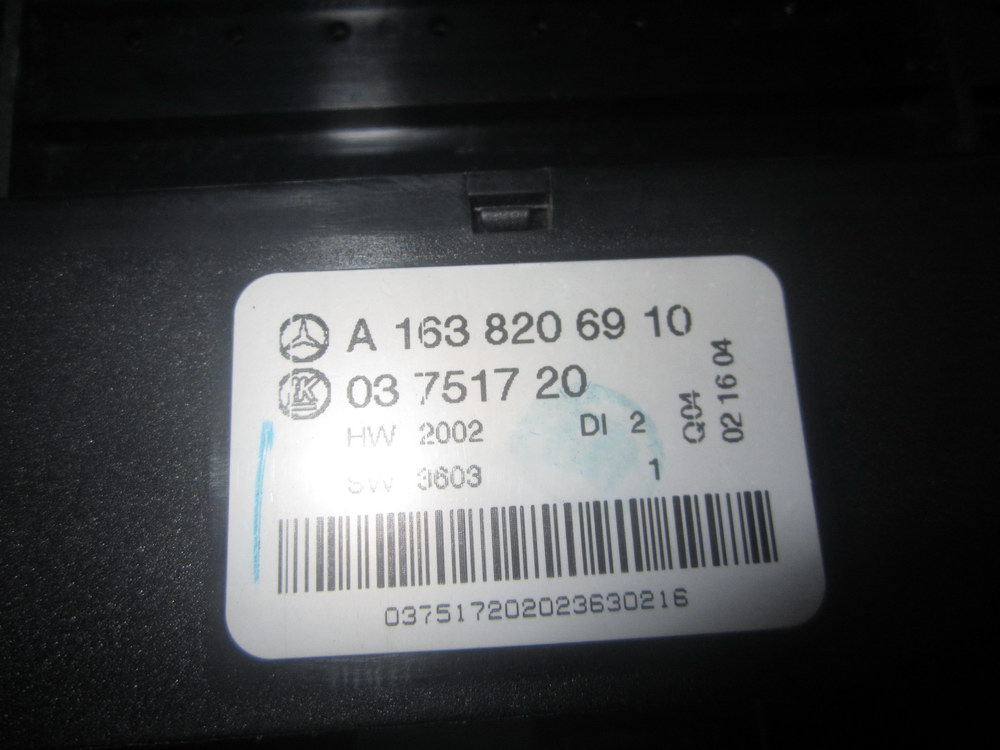 A 163 820 69 10
K 03 7517 20
HW 2002 DI 2
SW 3603 1
Q04
02 16 04
037517202023630216